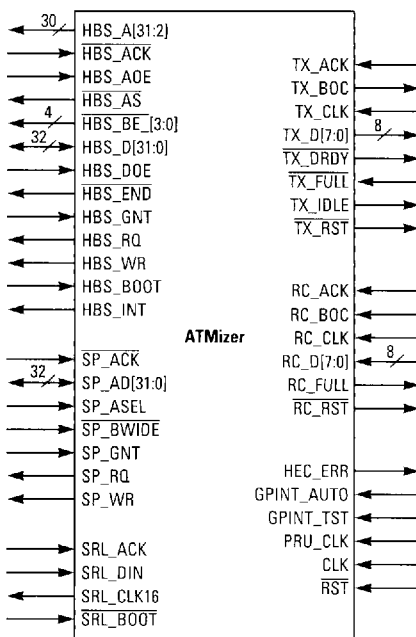 30
HBS_A[31:2]
HBS_ACK
HBS_AOE
HBS_AS
4
HBS_BE_[3:0]
32
HBS_D[31:0]
HBS_DOE
HBS_END
HBS_GNT
HBS_RQ
HBS_WR
HBS_BOOT
HBS_INT
SP_ACK
32
SP_AD[31:0]
SP_ASEL
SP_BWIDE
SP_GNT
SP_RQ
SP_WR
SRL_ACK
SRL_DIN
SRL_CLK16
SRL_BOOT
ATMizer
TX_ACK
TX_BOC
TX_CLK
TX_D[7:0]
8
TX_DRDY
TX_FULL
TX_IDLE
TX_RST
RC_ACK
RC_BOC
RC_CLK
RC_D[7:0]
8
RC_FULL
RC_RST
HEC_ERR
GPINT_AUTO
GPINT_TST
PRU_CLK
CLK
RST